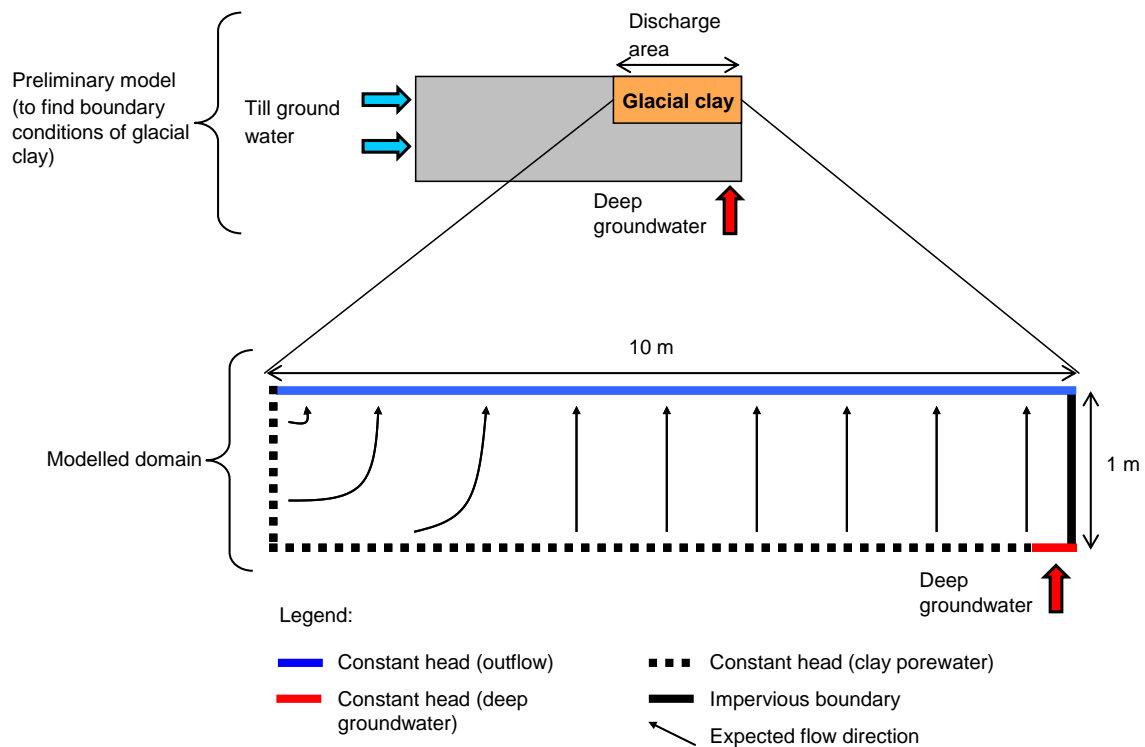 Discharge
area
Preliminary model
(to find boundary
conditions of glacial
clay)
Till ground
water
Glacial clay
Deep
groundwater
10 m
Modelled domain
1 m
Deep
groundwater
Legend:
Constant head (outflow)
Constant head (deep
groundwater)
Constant head (clay porewater)
Impervious boundary
Expected flow direction